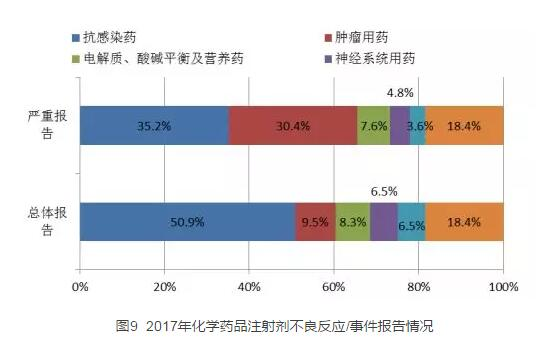 抗感染药
肿瘤用药
电解质、酸碱平衡及营养药
神经系统用药
4.8%
严重报
告
35.2%
30.4%
7.6%
3.6%
18.4%
6.5%
总体报
告
50.9%
9.5%
8.3%
6.5%
18.4%
0%
20%
40%
60%
80%
100%
图9 2017年化学药品注射剂不良反应/事件报告情况